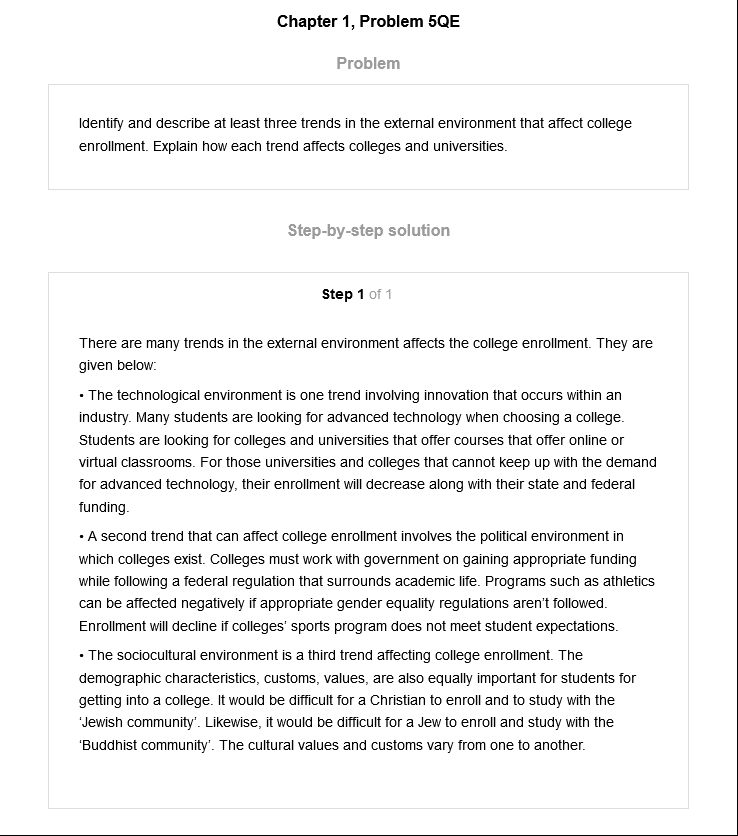 Chapter 1, Problem 5QE
Problem
Identify and describe at least three trends in the external environment that affect college
enrollment. Explain how each trend affects colleges and universities.
Step-by-step solution
Step 1 of 1
There are many trends in the external environment affects the college enrollment. They are
given below:
• The technological environment is one trend involving innovation that occurs within an
industry. Many students are looking for advanced technology when choosing a college.
Students are looking for colleges and universities that offer courses that offer online or
virtual classrooms. For those universities and colleges that cannot keep up with the demand
for advanced technology, their enrollment will decrease along with their state and federal
funding.
• A second trend that can affect college enrollment involves the political environment in
which colleges exist. Colleges must work with government on gaining appropriate funding
while following a federal regulation that surrounds academic life. Programs such as athletics
can be affected negatively if appropriate gender equality regulations aren't followed.
Enrollment will decline if colleges' sports program does not meet student expectations.
• The sociocultural environment is a third trend affecting college enrollment. The
demographic characteristics, customs, values, are also equally important for students for
getting into a college. It would be difficult for a Christian to enroll and to study with the
‘Jewish community’. Likewise, it would be difficult for a Jew to enroll and study with the
‘Buddhist community’. The cultural values and customs vary from one to another.